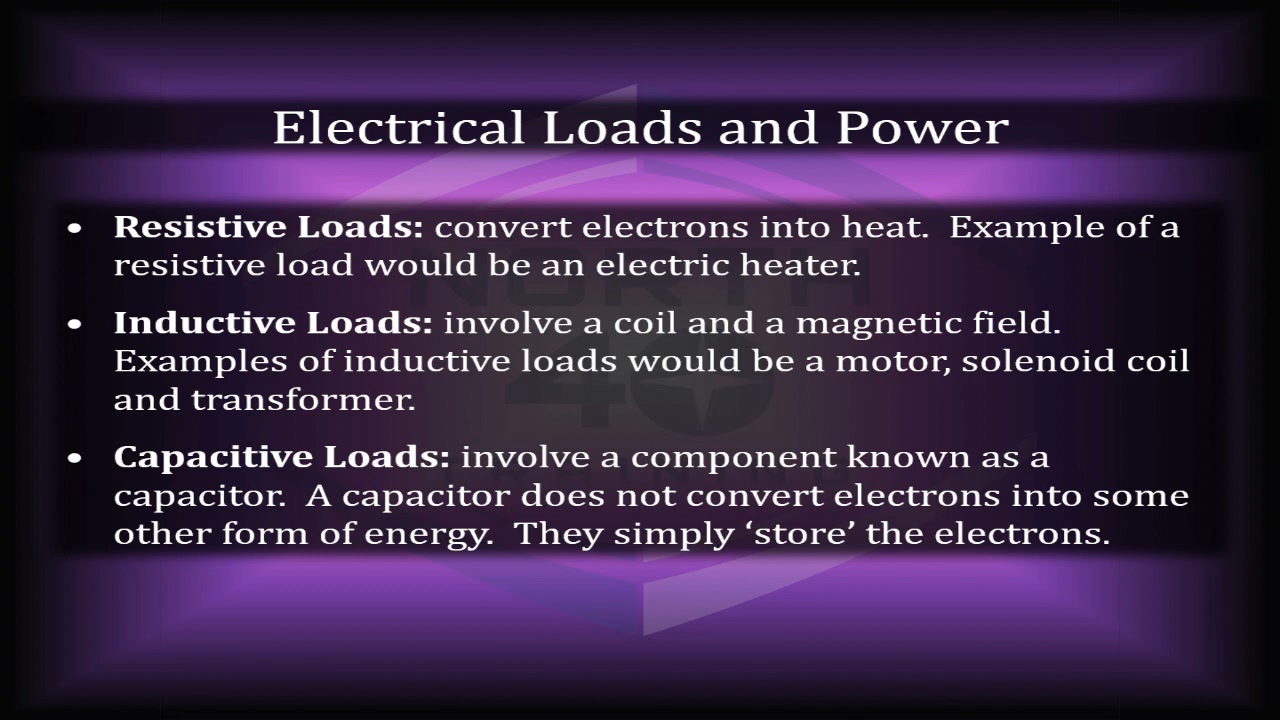 Electrical Loads and Power
• Resistive Loads: convert electrons into heat.  Example of a
resistive load would be an electric heater.
• Inductive Loads: involve a coil and a magnetic field.
Examples of inductive loads would be a motor, solenoid coil
and transformer.
• Capacitive Loads: involve a component known as a
capacitor.  A capacitor does not convert electrons into some
other form of energy.  They simply ‘store’ the electrons.
NORTH
40
TRAINING